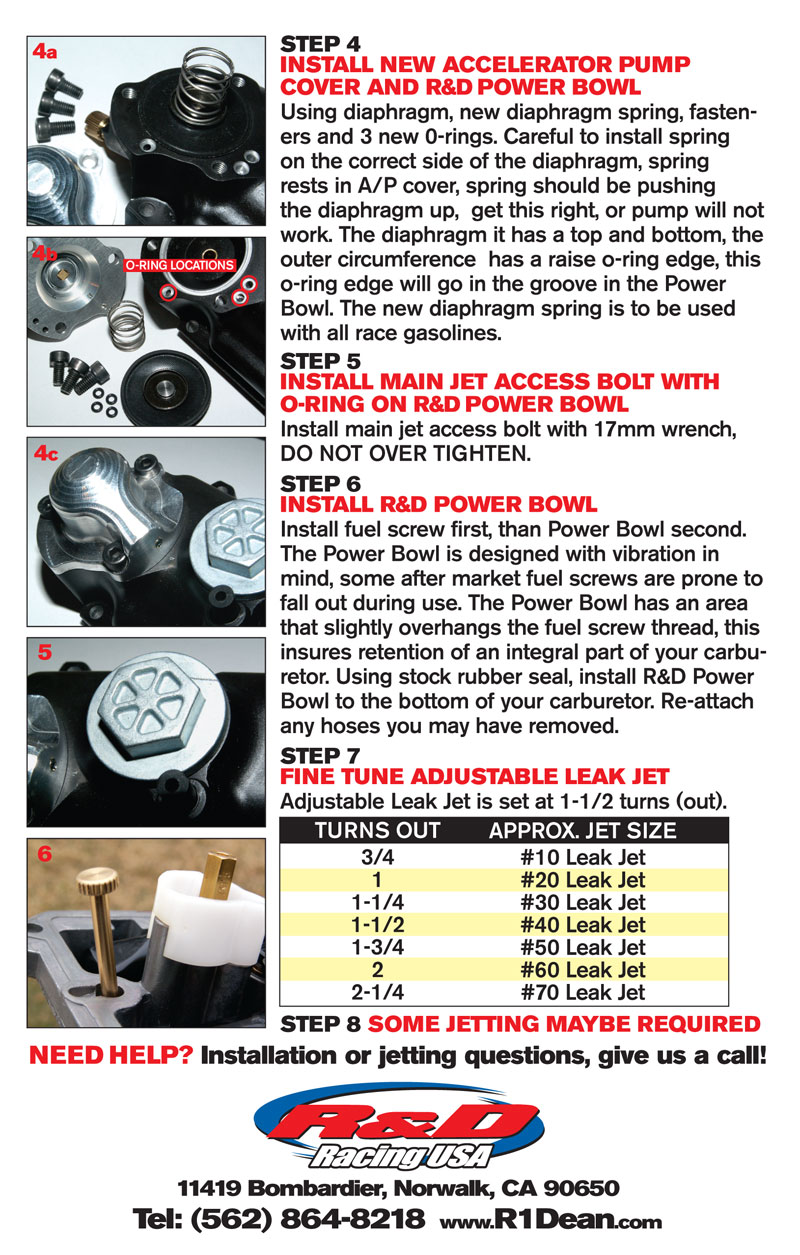 4a
4b
O-RING LOCATIONS
4c
5
6
STEP 4
INSTALL NEW ACCELERATOR PUMP
COVER AND R&D POWER BOWL
Using diaphragm, new diaphragm spring, fasten-
ers and 3 new 0-rings. Careful to install spring
on the correct side of the diaphragm, spring
rests in A/P cover, spring should be pushing
the diaphragm up, get this right, or pump will not
work. The diaphragm it has a top and bottom, the
outer circumference has a raise o-ring edge, this
o-ring edge will go in the groove in the Power
Bowl. The new diaphragm spring is to be used
with all race gasolines.
STEP 5
INSTALL MAIN JET ACCESS BOLT WITH
O-RING ON R&D POWER BOWL
Install main jet access bolt with 17mm wrench,
DO NOT OVER TIGHTEN.
STEP 6
INSTALL R&D POWER BOWL
Install fuel screw first, than Power Bowl second.
The Power Bowl is designed with vibration in
mind, some after market fuel screws are prone to
fall out during use. The Power Bowl has an area
that slightly overhangs the fuel screw thread, this
insures retention of an integral part of your carbu-
retor. Using stock rubber seal, install R&D Power
Bowl to the bottom of your carburetor. Re-attach
any hoses you may have removed.
STEP 7
FINE TUNE ADJUSTABLE LEAK JET
Adjustable Leak Jet is set at 1-1/2 turns (out).
TURNS OUT APPROX. JET SIZE
3/4 #10 Leak Jet
1 #20 Leak Jet
1-1/4 #30 Leak Jet
1-1/2 #40 Leak Jet
1-3/4 #50 Leak Jet
2 #60 Leak Jet
2-1/4 #70 Leak Jet
STEP 8 SOME JETTING MAYBE REQUIRED
NEED HELP? Installation or jetting questions, give us a call!
R&D
Racing USA
11419 Bombardier, Norwalk, CA 90650
Tel: (562) 864-8218 www.R1Dean.com